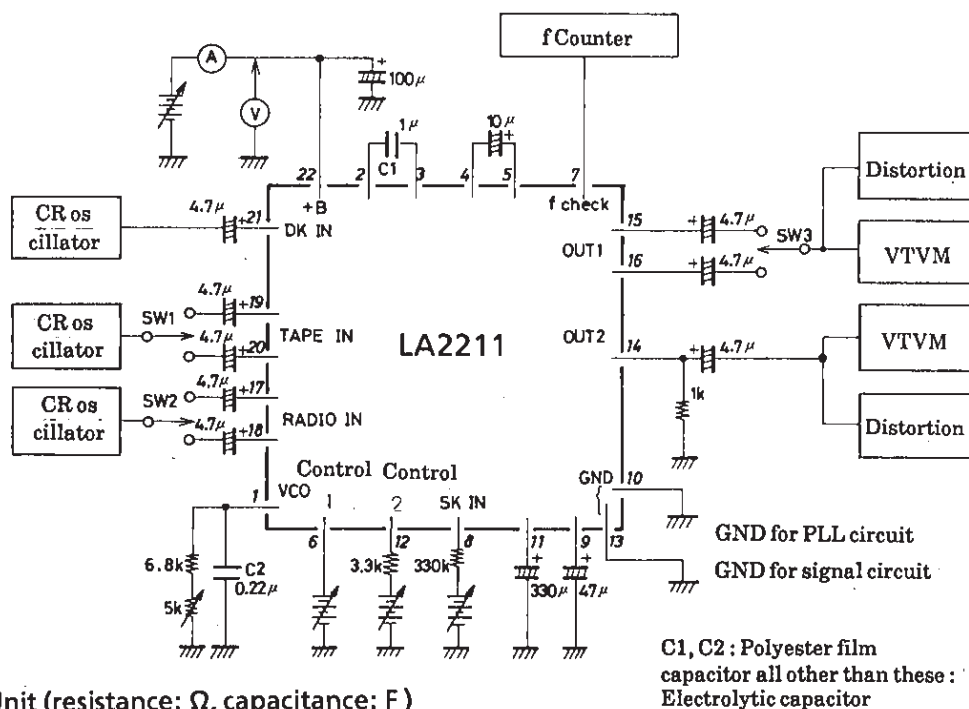 f Counter
A
+
100μ
V
1μ
10μ
+
C1
22
2
3
4
5
7
Distortion
+B
f check
4.7μ
+21
CR os
cillator
DK IN
15
+
4.7μ
SW3
OUT1
16
VTVM
+
4.7μ
4.7μ
+19
CR os
cillator
SW1
4.7μ
TAPE IN
+20
LA2211
OUT2
14
+
4.7μ
VTVM
4.7μ
+17
1k
CR os
cillator
SW2
4.7μ
RADIO IN
+18
Distortion
Control Control
GND
10
1
VCO
1
2
SK IN
6
12
8
11
9
13
GND for PLL circuit
6.8k
C2
0.22μ
3.3k
330k
+
330μ
+
47μ
GND for signal circuit
5k
C1, C2 : Polyester film
capacitor all other than these :
Electrolytic capacitor
Unit (resistance: Ω, capacitance: F)